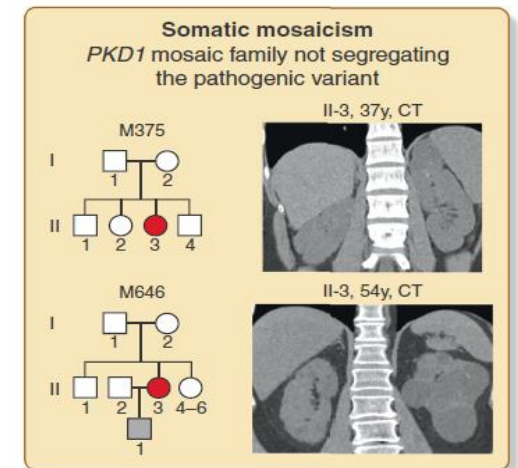 Somatic mosaicism
PKD1 mosaic family not segregating
the pathogenic variant
M375
I
1 2
II
1 2 3 4
II-3, 37y, CT
M646
I
1 2
II
1 2 3 4–6
1
II-3, 54y, CT